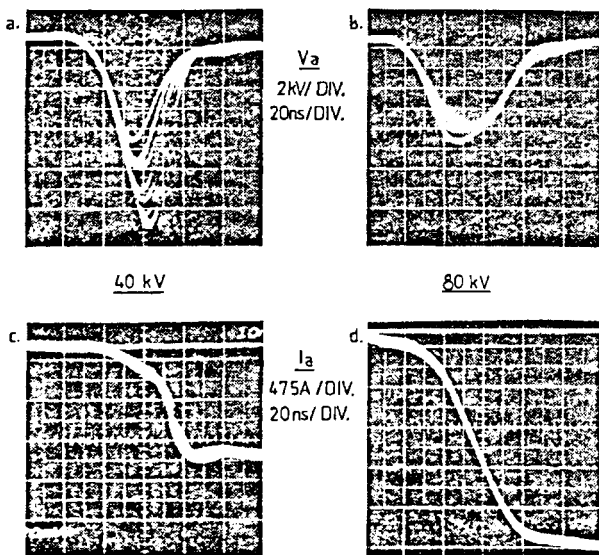 a.
b.
Va
2kV/ DIV.
20ns/DIV.
40 kV
80 kV
c.
d.
Ia
475A /DIV.
20ns/ DIV.